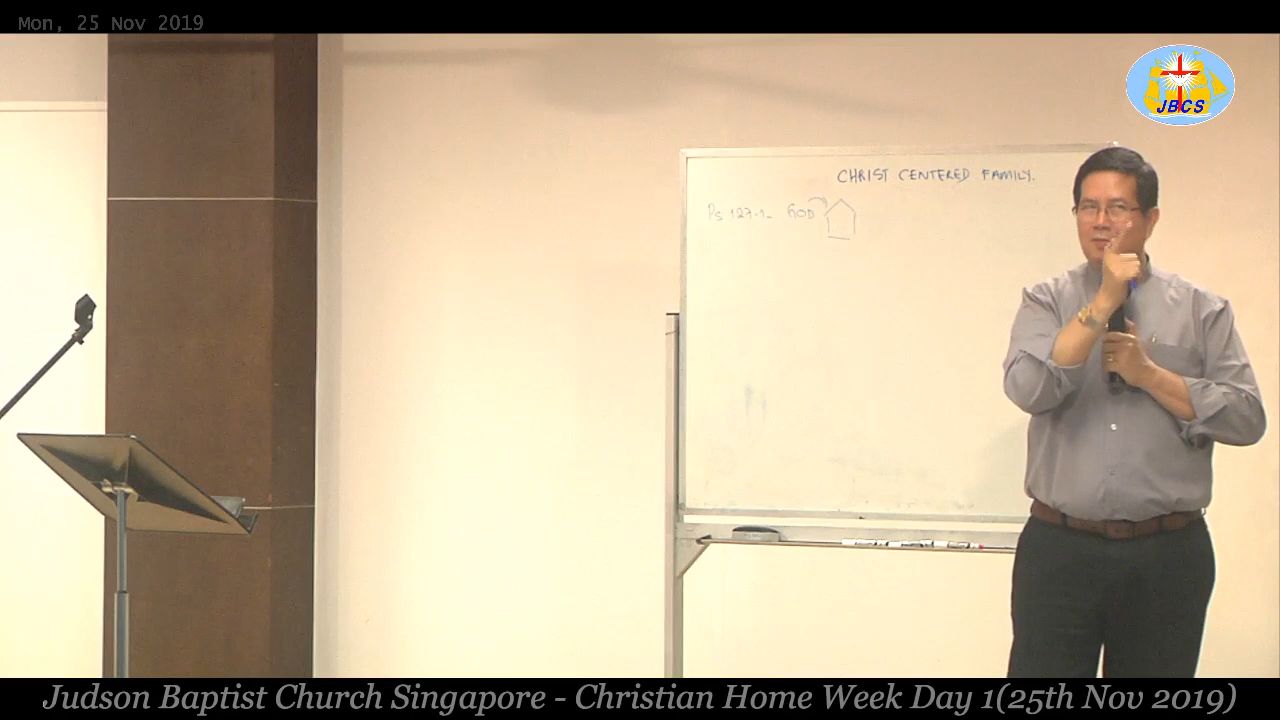 Mon, 25 Nov 2019
JBCS
CHRIST CENTERED FAMILY.
Ps 127.1- GOD
Judson Baptist Church Singapore - Christian Home Week Day 1(25th Nov 2019)